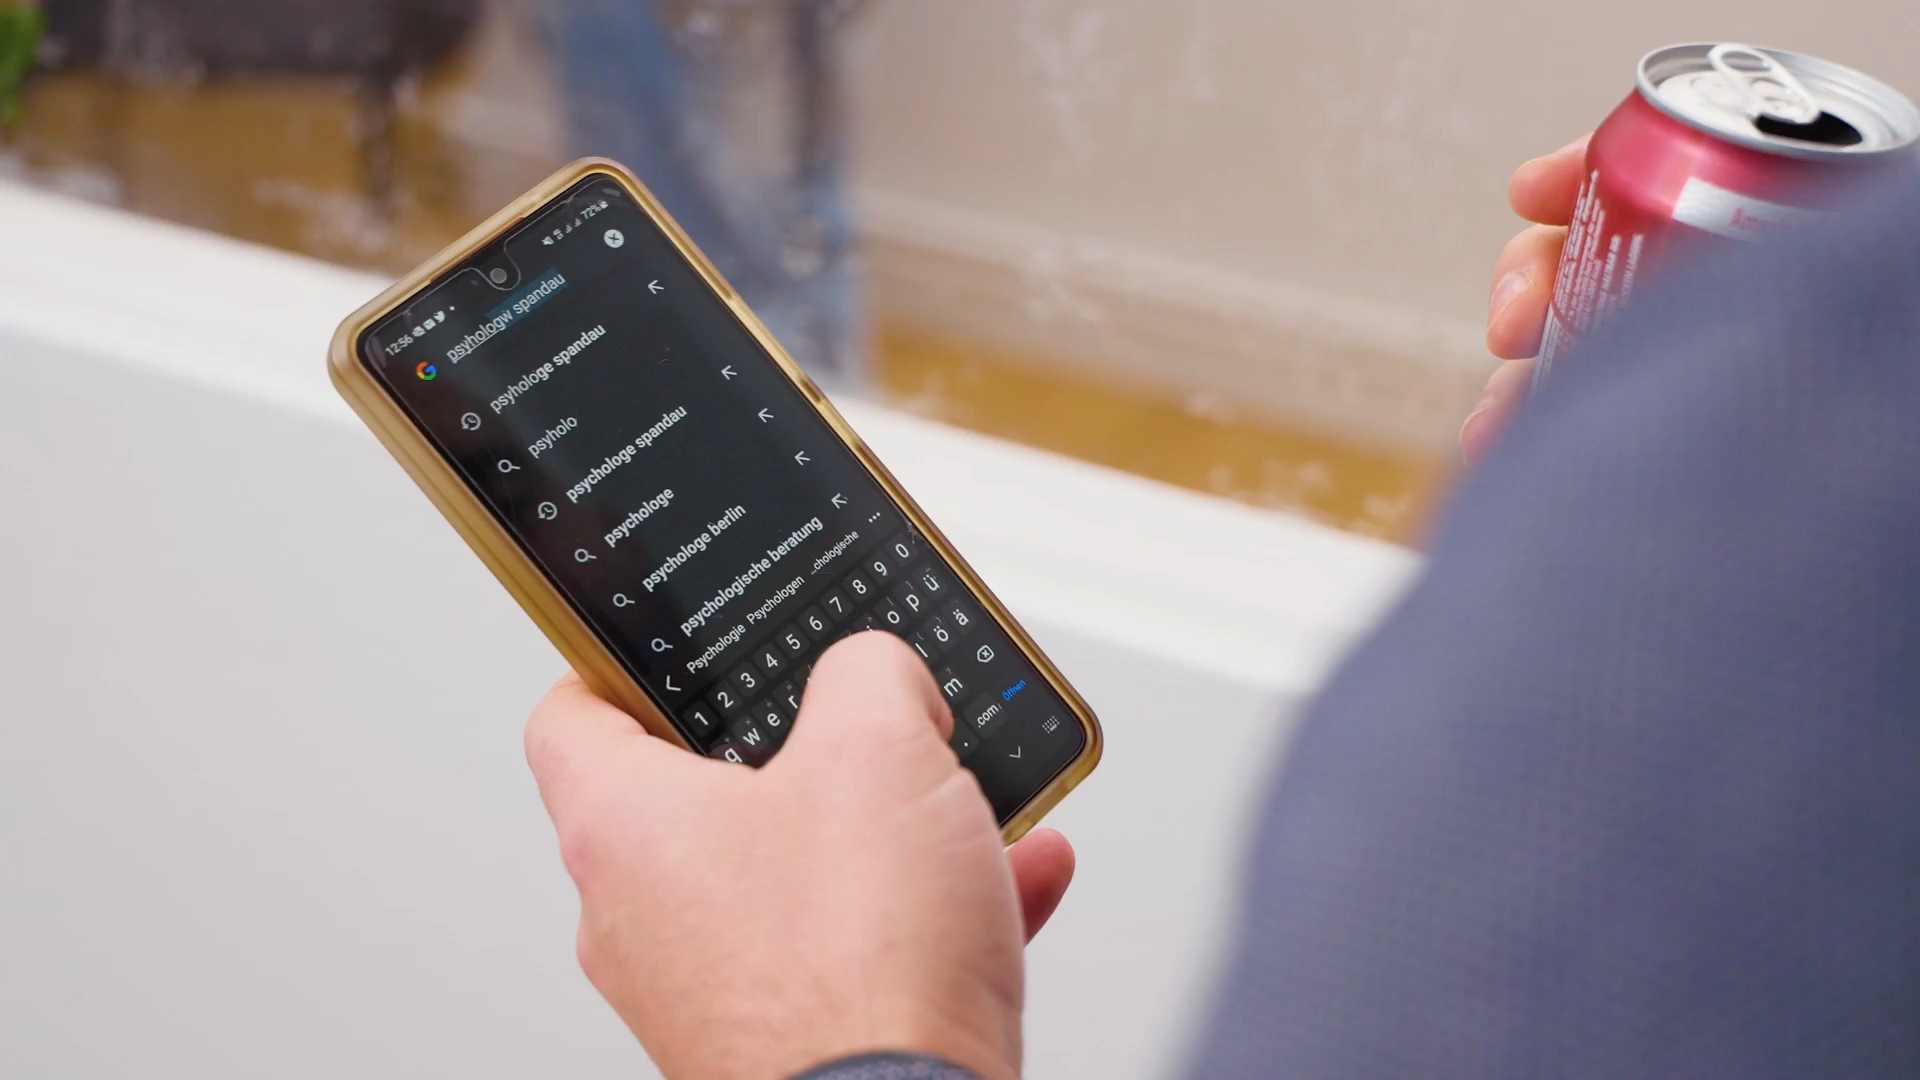 12:56
72%
psyhologw spandau
psyhologe spandau
psyholo
psychologe spandau
psychologe
psychologe berlin
psychologische beratung
Psychologie Psychologen ...chologische
1 2 3 4 5 6 7 8 9 0
q w e r o p ü
l ö ä
m
. .com Öffnen